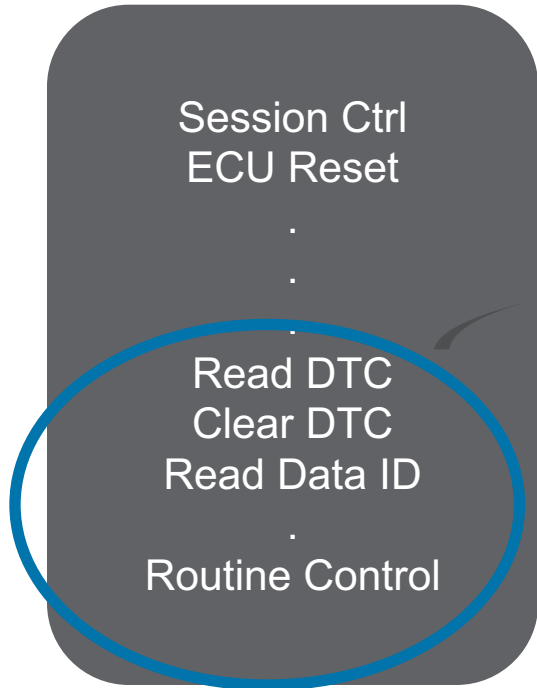 Session Ctrl
ECU Reset
.
.
.
Read DTC
Clear DTC
Read Data ID
.
Routine Control